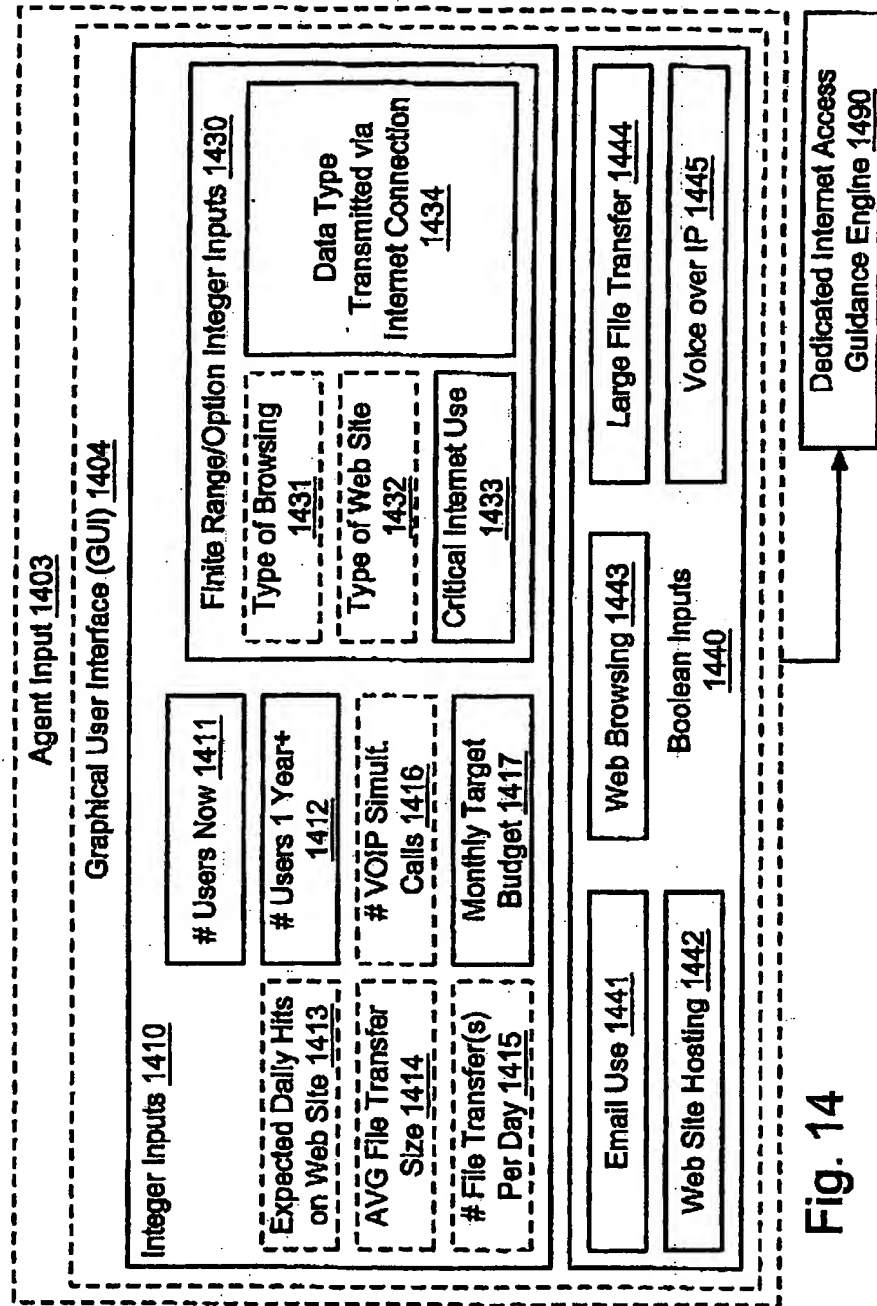 Agent Input 1403
Graphical User Interface (GUI) 1404
Integer Inputs 1410
# Users Now 1411
Expected Daily Hits
on Web Site 1413
# Users 1 Year+
1412
AVG File Transfer
Size 1414
# VOIP Simult.
Calls 1416
# File Transfer(s)
Per Day 1415
Monthly Target
Budget 1417
Finite Range/Option Integer Inputs 1430
Type of Browsing
1431
Type of Web Site
1432
Critical Internet Use
1433
Data Type
Transmitted via
Internet Connection
1434
Email Use 1441
Web Site Hosting 1442
Web Browsing 1443
Boolean Inputs
1440
Large File Transfer 1444
Voice over IP 1445
Dedicated Internet Access
Guidance Engine 1490
Fig. 14